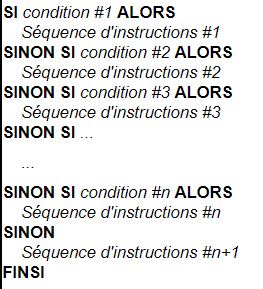 SI condition #1 ALORS
Séquence d'instructions #1
SINON SI condition #2 ALORS
Séquence d'instructions #2
SINON SI condition #3 ALORS
Séquence d'instructions #3
SINON SI ...
...
SINON SI condition #n ALORS
Séquence d'instructions #n
SINON
Séquence d'instructions #n+1
FINSI